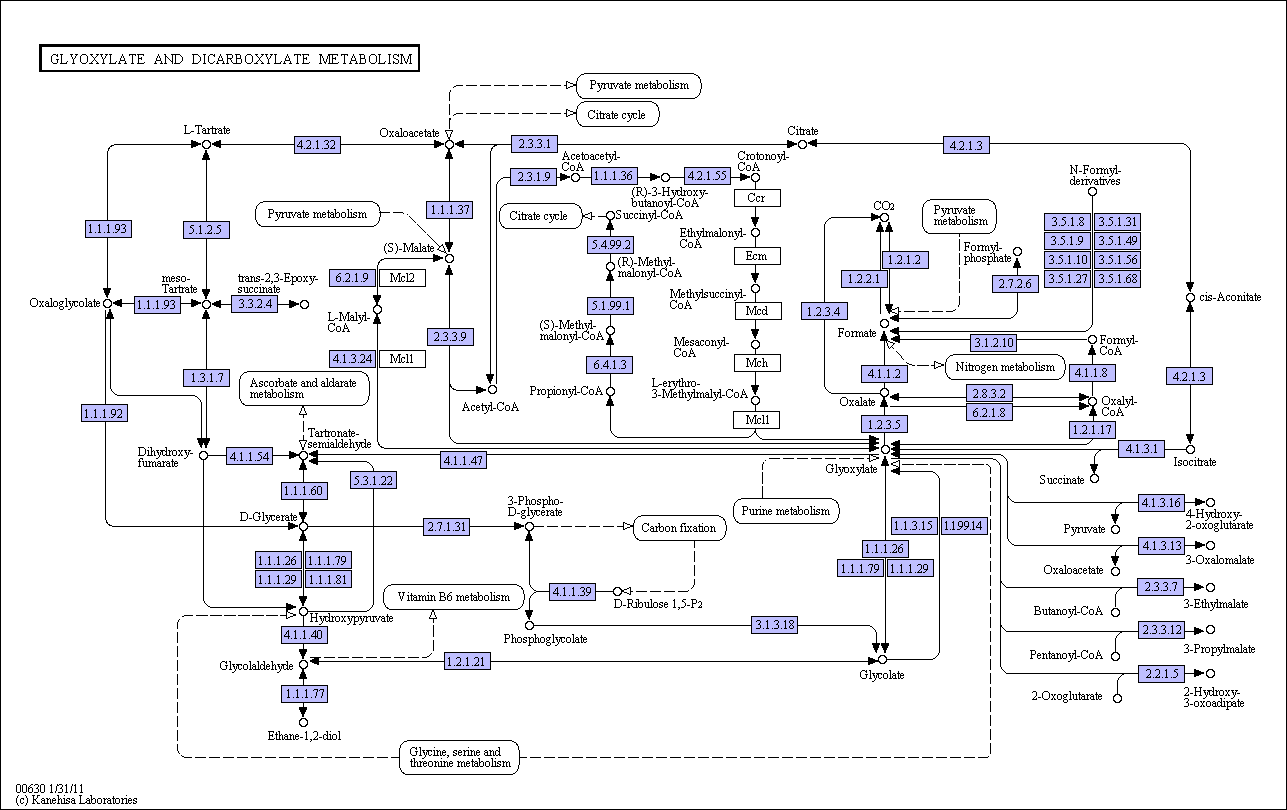 GLYOXYLATE AND DICARBOXYLATE METABOLISM
Pyruvate metabolism
Citrate cycle
L-Tartrate
4.2.1.32
Oxaloacetate
2.3.3.1
Citrate
4.2.1.3
Acetoacetyl-
CoA
2.3.1.9
1.1.1.36
(R)-3-Hydroxy-
butanoyl-CoA
4.2.1.55
Crotonoyl-
CoA
Ccr
N-Formyl-
derivatives
Pyruvate metabolism
1.1.1.37
Citrate cycle
Succinyl-CoA
CO2
Pyruvate
metabolism
3.5.1.8
3.5.1.31
3.5.1.9
3.5.1.49
3.5.1.10
3.5.1.56
3.5.1.27
3.5.1.68
1.1.1.93
5.1.2.5
(S)-Malate
5.4.99.2
Ethylmalonyl-
CoA
Ecm
(R)-Methyl-
malonyl-CoA
1.2.1.2
1.2.2.1
Formyl-
phosphate
2.7.2.6
meso-
Tartrate
trans-2,3-Epoxy-
succinate
6.2.1.9
Mcl2
Oxaloglycolate
1.1.1.93
3.3.2.4
L-Malyl-
CoA
5.1.99.1
Methylsuccinyl-
CoA
Mcd
1.2.3.4
cis-Aconitate
(S)-Methyl-
malonyl-CoA
2.3.3.9
Formate
3.1.2.10
Formyl-
CoA
Mesaconyl-
CoA
Mch
4.1.3.24
Mcl1
6.4.1.3
Nitrogen metabolism
1.3.1.7
Ascorbate and aldarate
metabolism
Propionyl-CoA
L-erythro-
3-Methylmalyl-CoA
4.1.1.2
4.1.1.8
4.2.1.3
Acetyl-CoA
Oxalate
2.8.3.2
6.2.1.8
Oxalyl-
CoA
1.1.1.92
Mcl1
1.2.3.5
1.2.1.17
Dihydroxy-
fumarate
4.1.1.54
Tartronate-
semialdehyde
4.1.1.47
Glyoxylate
4.1.3.1
Isocitrate
Succinate
5.3.1.22
1.1.1.60
D-Glycerate
2.7.1.31
3-Phospho-
D-glycerate
Carbon fixation
Purine metabolism
1.1.3.15
1.1.99.14
Pyruvate
4.1.3.16
4-Hydroxy-
2-oxoglutarate
1.1.1.26
1.1.1.79
1.1.1.29
1.1.1.81
1.1.1.26
1.1.1.79
1.1.1.29
Oxaloacetate
4.1.3.13
3-Oxalomalate
Vitamin B6 metabolism
4.1.1.39
D-Ribulose 1,5-P2
Butanoyl-CoA
2.3.3.7
3-Ethylmalate
Hydroxypyruvate
4.1.1.40
Phosphoglycolate
3.1.3.18
Pentanoyl-CoA
2.3.3.12
3-Propylmalate
Glycolaldehyde
1.2.1.21
Glycolate
2-Oxoglutarate
2.2.1.5
2-Hydroxy-
3-oxoadipate
1.1.1.77
Ethane-1,2-diol
Glycine, serine and
threonine metabolism
00630 1/31/11
(c) Kanehisa Laboratories